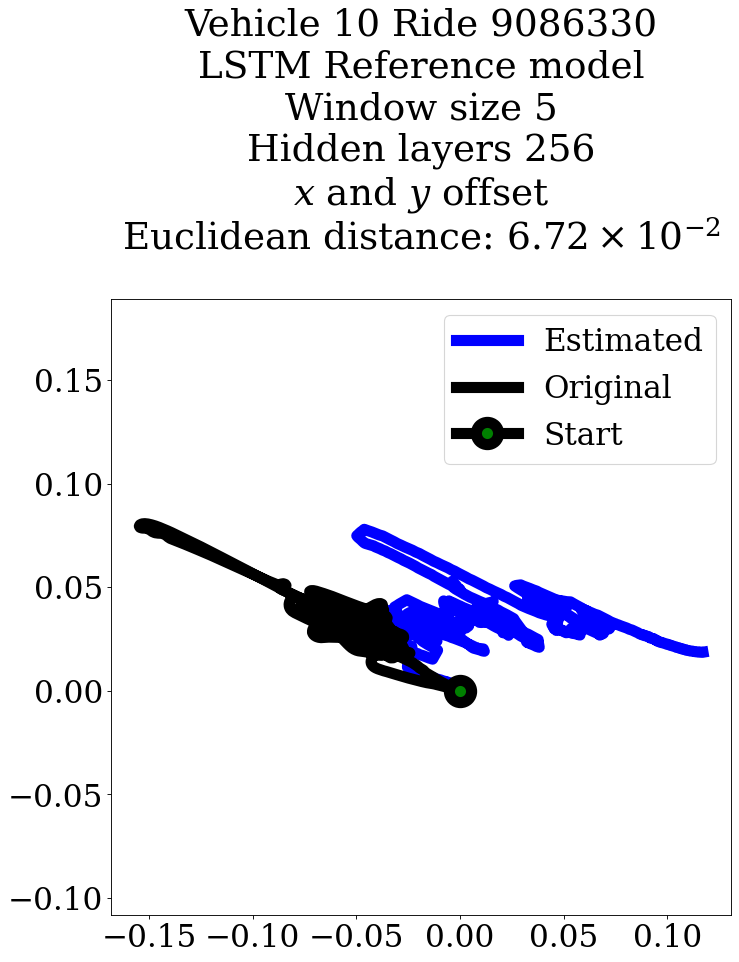 Vehicle 10 Ride 9086330
LSTM Reference model
Window size 5
Hidden layers 256
x and y offset
Euclidean distance: 6.72 × 10⁻²
Estimated
Original
Start
0.15
0.10
0.05
0.00
−0.05
−0.10
−0.15 −0.10 −0.05 0.00 0.05 0.10